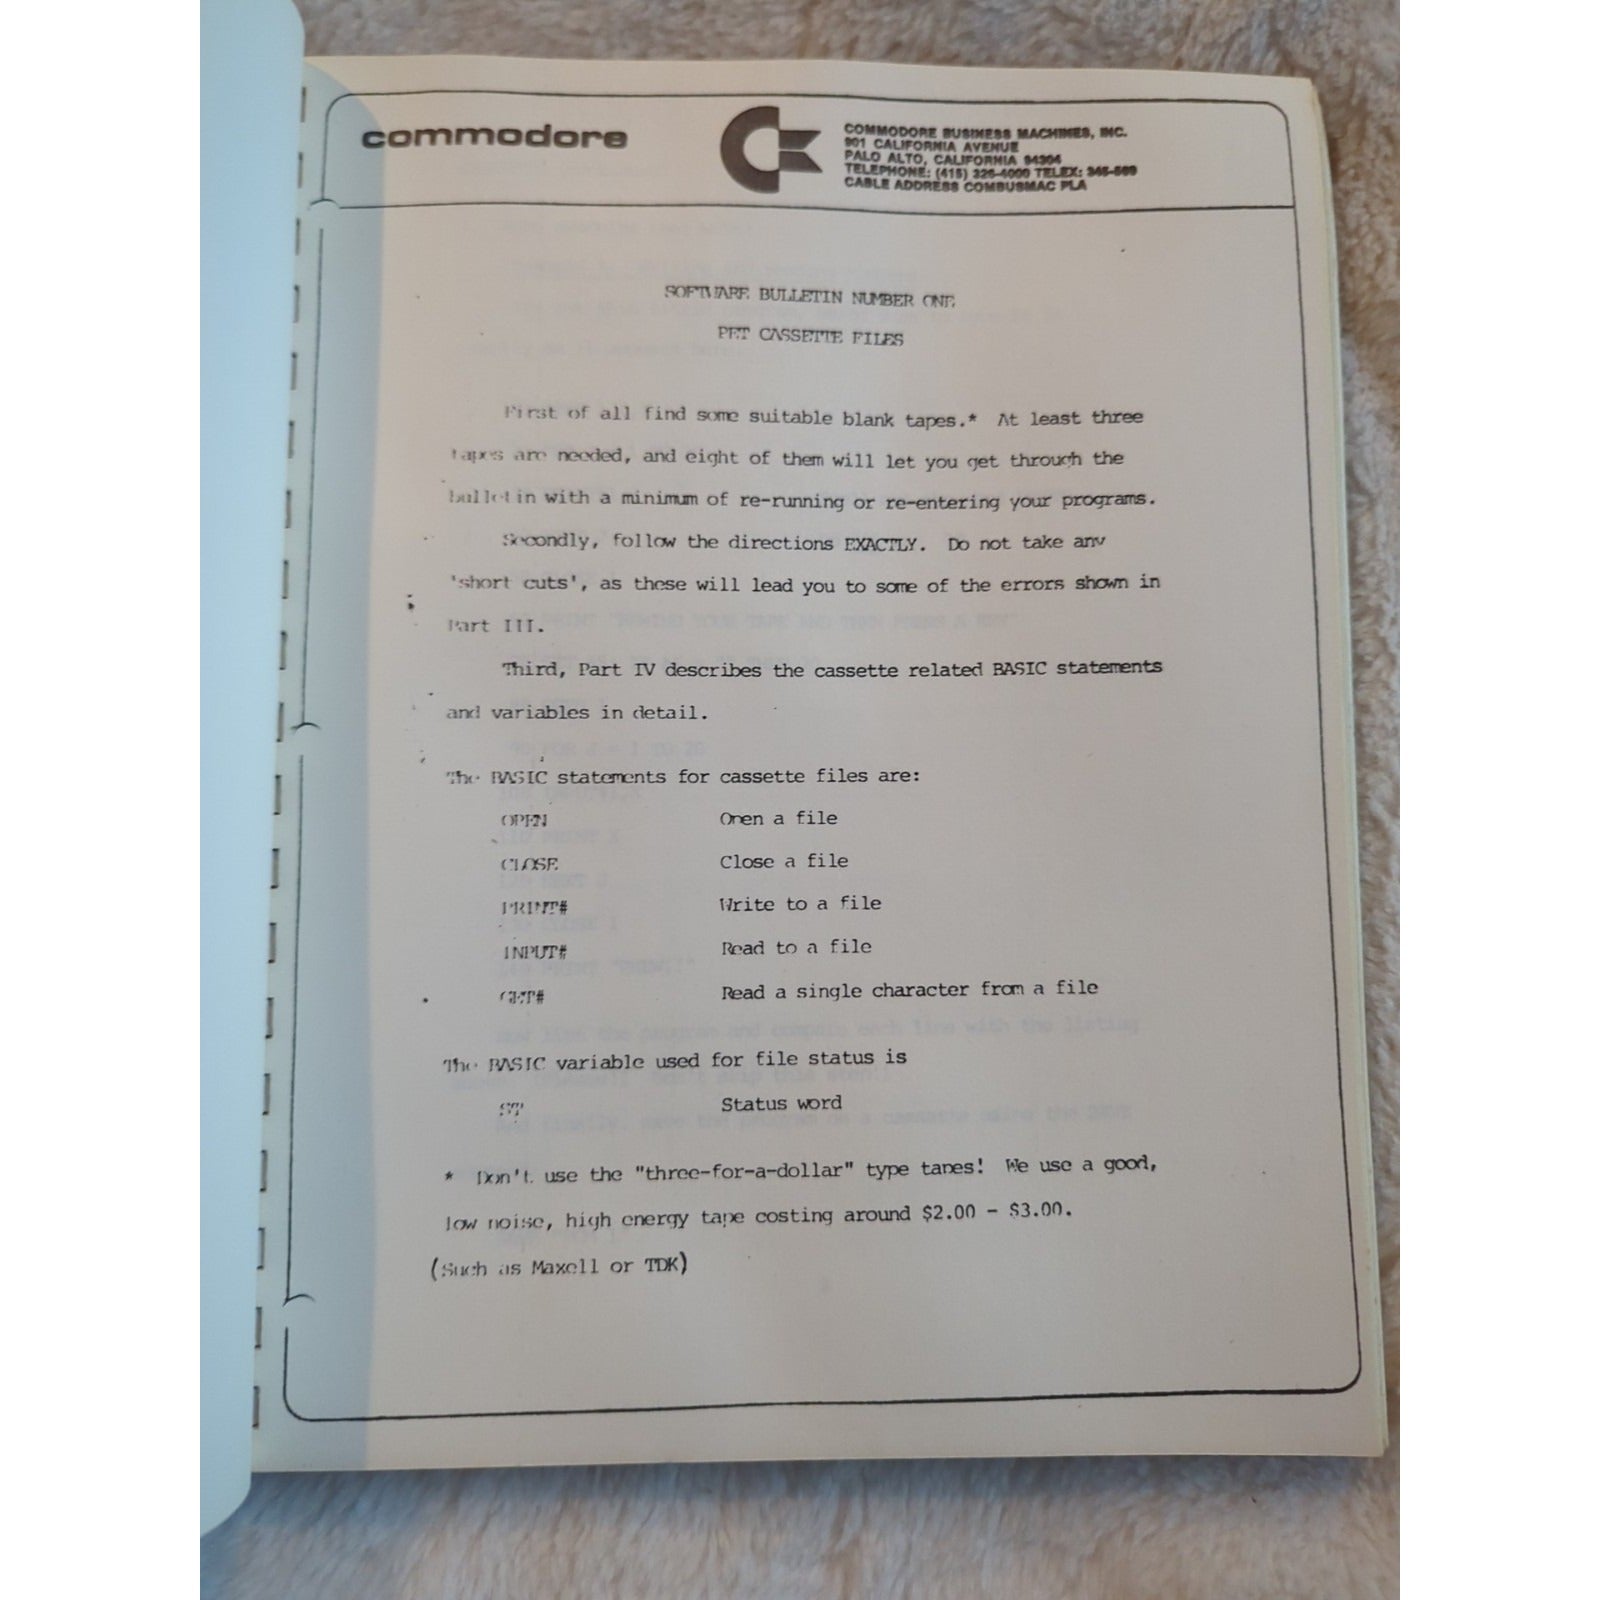 commodore
COMMODORE BUSINESS MACHINES, INC.
901 CALIFORNIA AVENUE
PALO ALTO, CALIFORNIA 94304
TELEPHONE: (415) 326-4000 TELEX: 345-569
CABLE ADDRESS COMBUSMAC PLA
SOFTWARE BULLETIN NUMBER ONE
PET CASSETTE FILES
First of all find some suitable blank tapes.* At least three
tapes are needed, and eight of them will let you get through the
bulletin with a minimum of re-running or re-entering your programs.
Secondly, follow the directions EXACTLY. Do not take any
'short cuts', as these will lead you to some of the errors shown in
Part III.
Third, Part IV describes the cassette related BASIC statements
and variables in detail.
The BASIC statements for cassette files are:
OPEN Open a file
CLOSE Close a file
PRINT# Write to a file
INPUT# Read to a file
GET# Read a single character from a file
The BASIC variable used for file status is
ST Status word
* Don't use the "three-for-a-dollar" type tapes! We use a good,
low noise, high energy tape costing around $2.00 - $3.00.
(Such as Maxell or TDK)